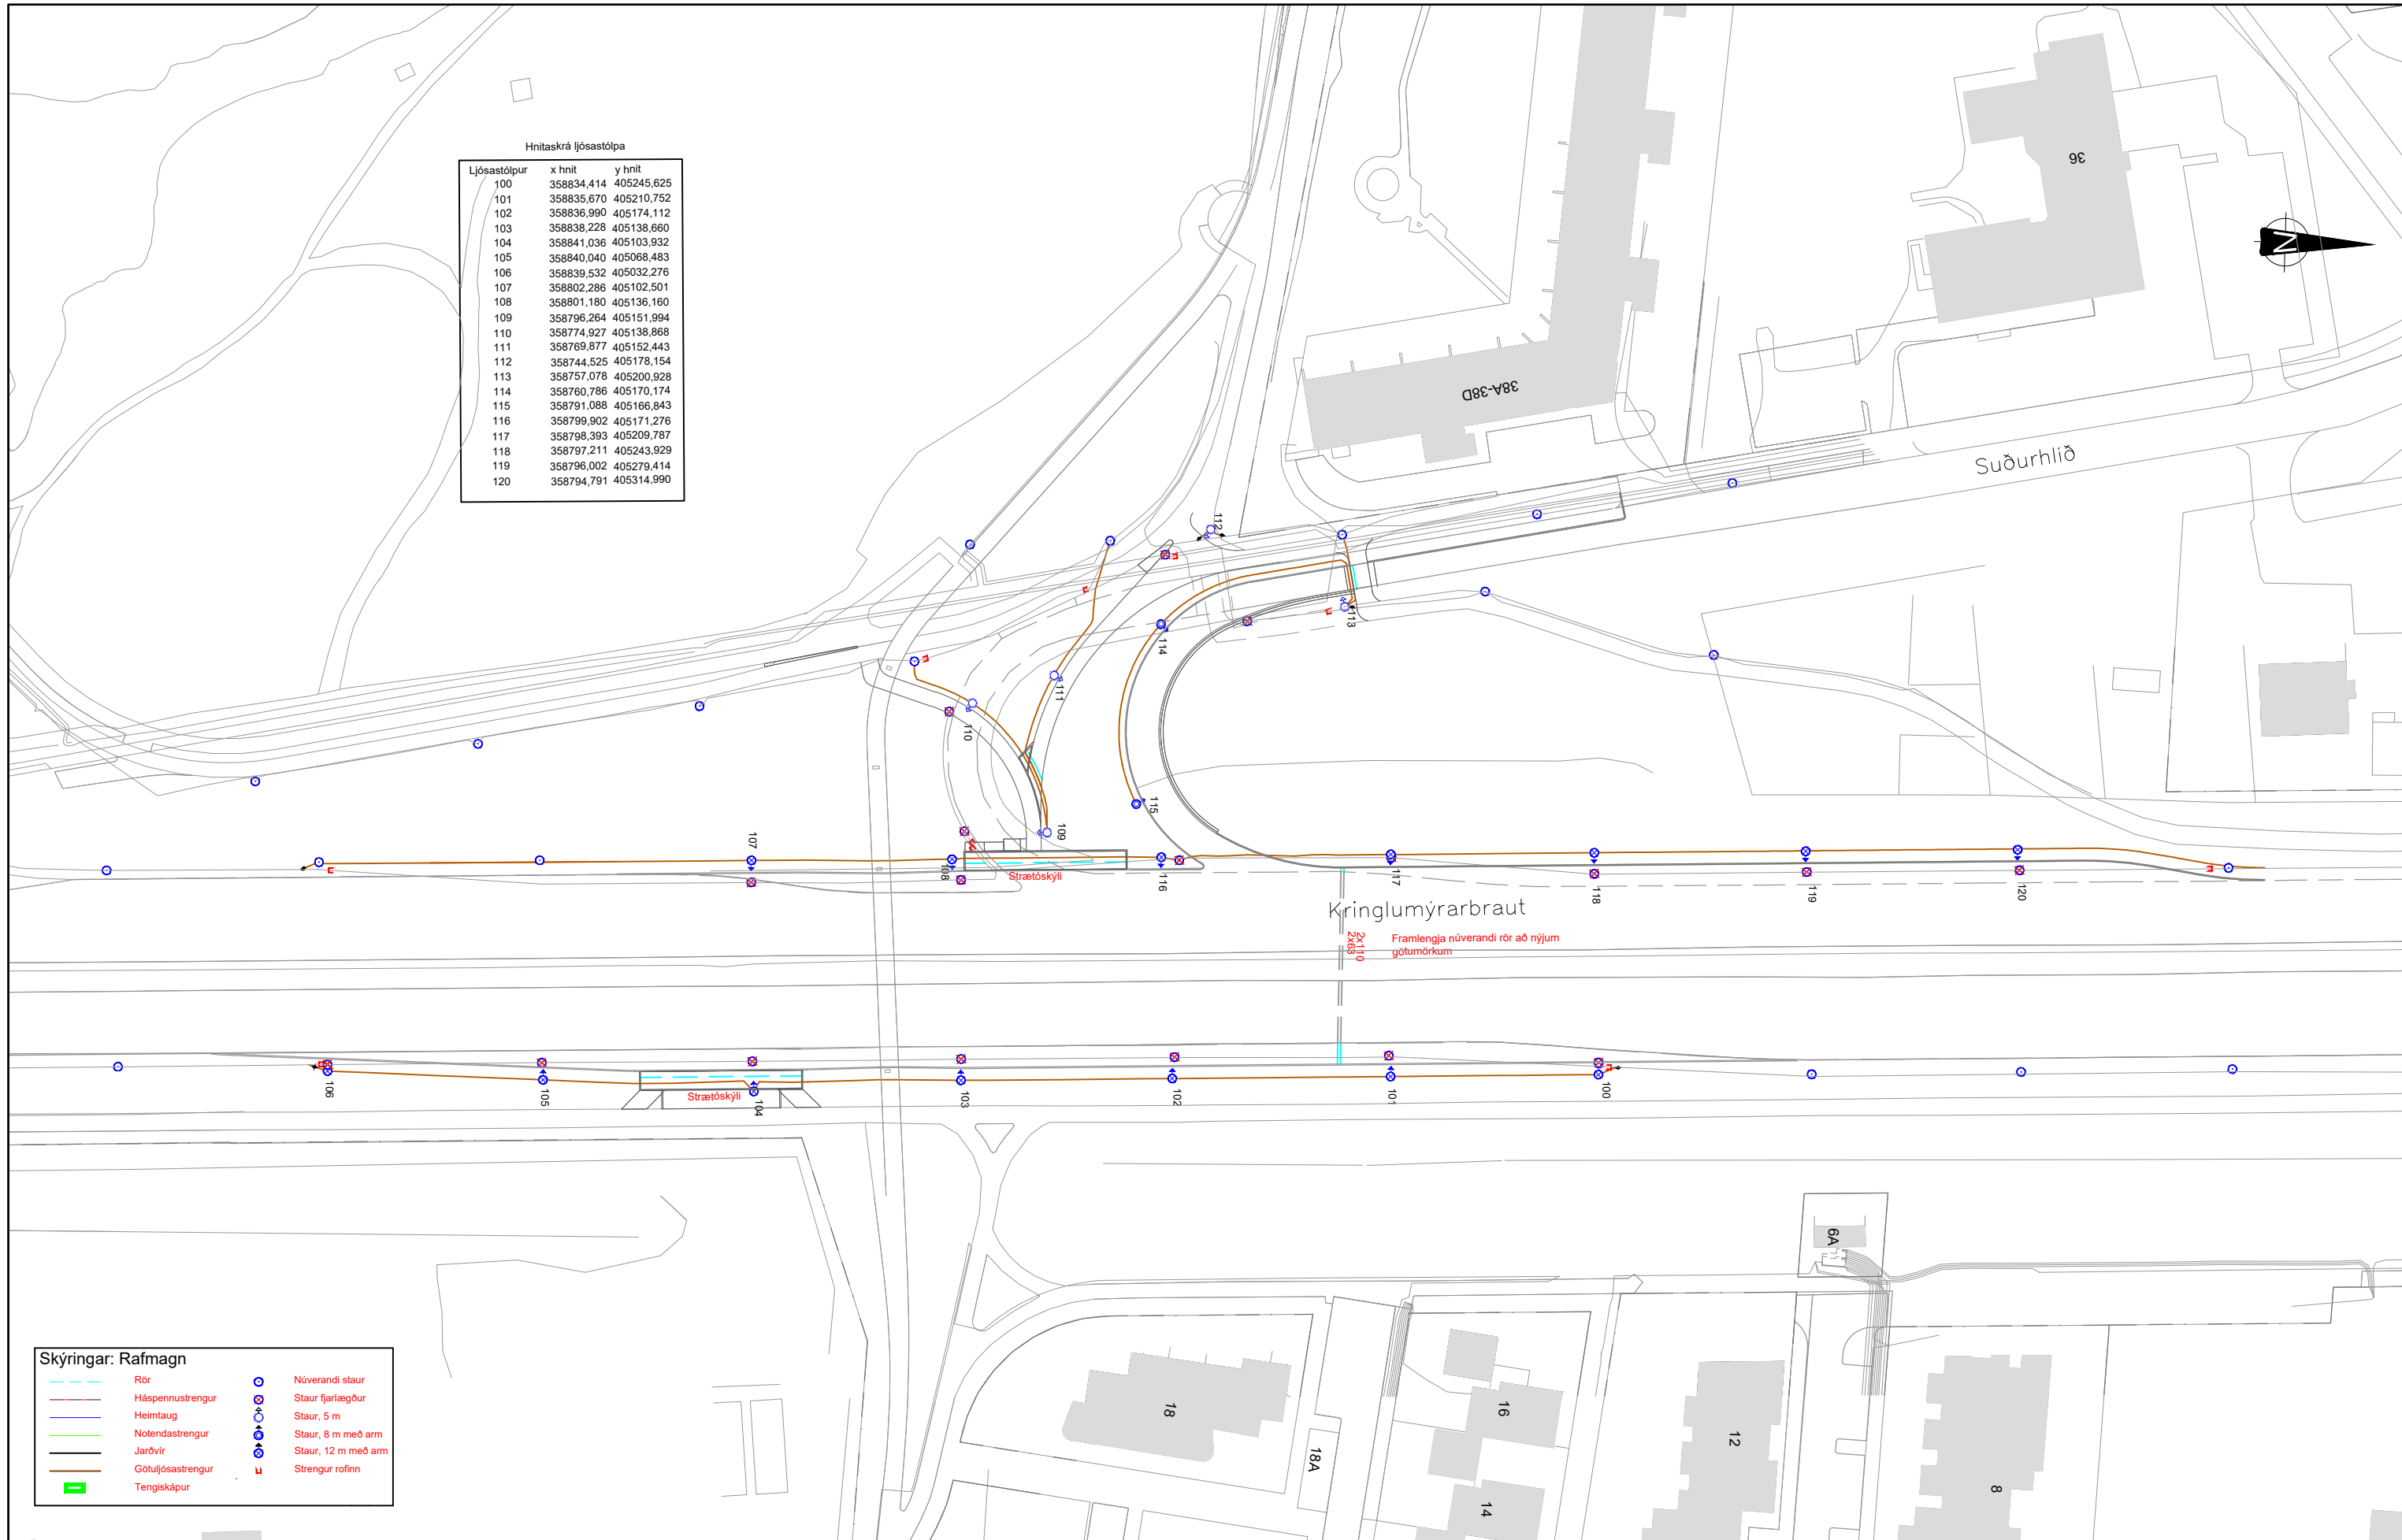 Hnitaskrá ljósastólpa
Ljósastólpur x hnit y hnit
100 358834,414 405245,625
101 358835,670 405210,752
102 358836,990 405174,112
103 358838,228 405138,660
104 358841,036 405103,932
105 358840,040 405068,483
106 358839,532 405032,276
107 358802,286 405102,501
108 358801,180 405136,160
109 358796,264 405151,994
110 358774,927 405138,868
111 358769,877 405152,443
112 358744,525 405178,154
113 358757,078 405200,928
114 358760,786 405170,174
115 358791,088 405166,843
116 358799,902 405171,276
117 358798,393 405209,787
118 358797,211 405243,929
119 358796,002 405279,414
120 358794,791 405314,990
36
N
38A-38D
Suðurhlíð
112
113
114
111
110
115
109
107
108
Strætóskýli
116
117
118
119
120
Kringlumýrarbraut
2x110
2x63
Framlengja núverandi rör að nýjum
götumörkum
106
105
Strætóskýli
104
103
102
101
100
6A
18
18A
16
14
12
8
Skýringar: Rafmagn
Rör
Háspennustrengur
Heimtaug
Notendastrengur
Jarðvír
Götuljósastrengur
Tengiskápur
Núverandi staur
Staur fjarlægður
Staur, 5 m
Staur, 8 m með arm
Staur, 12 m með arm
Strengur rofinn